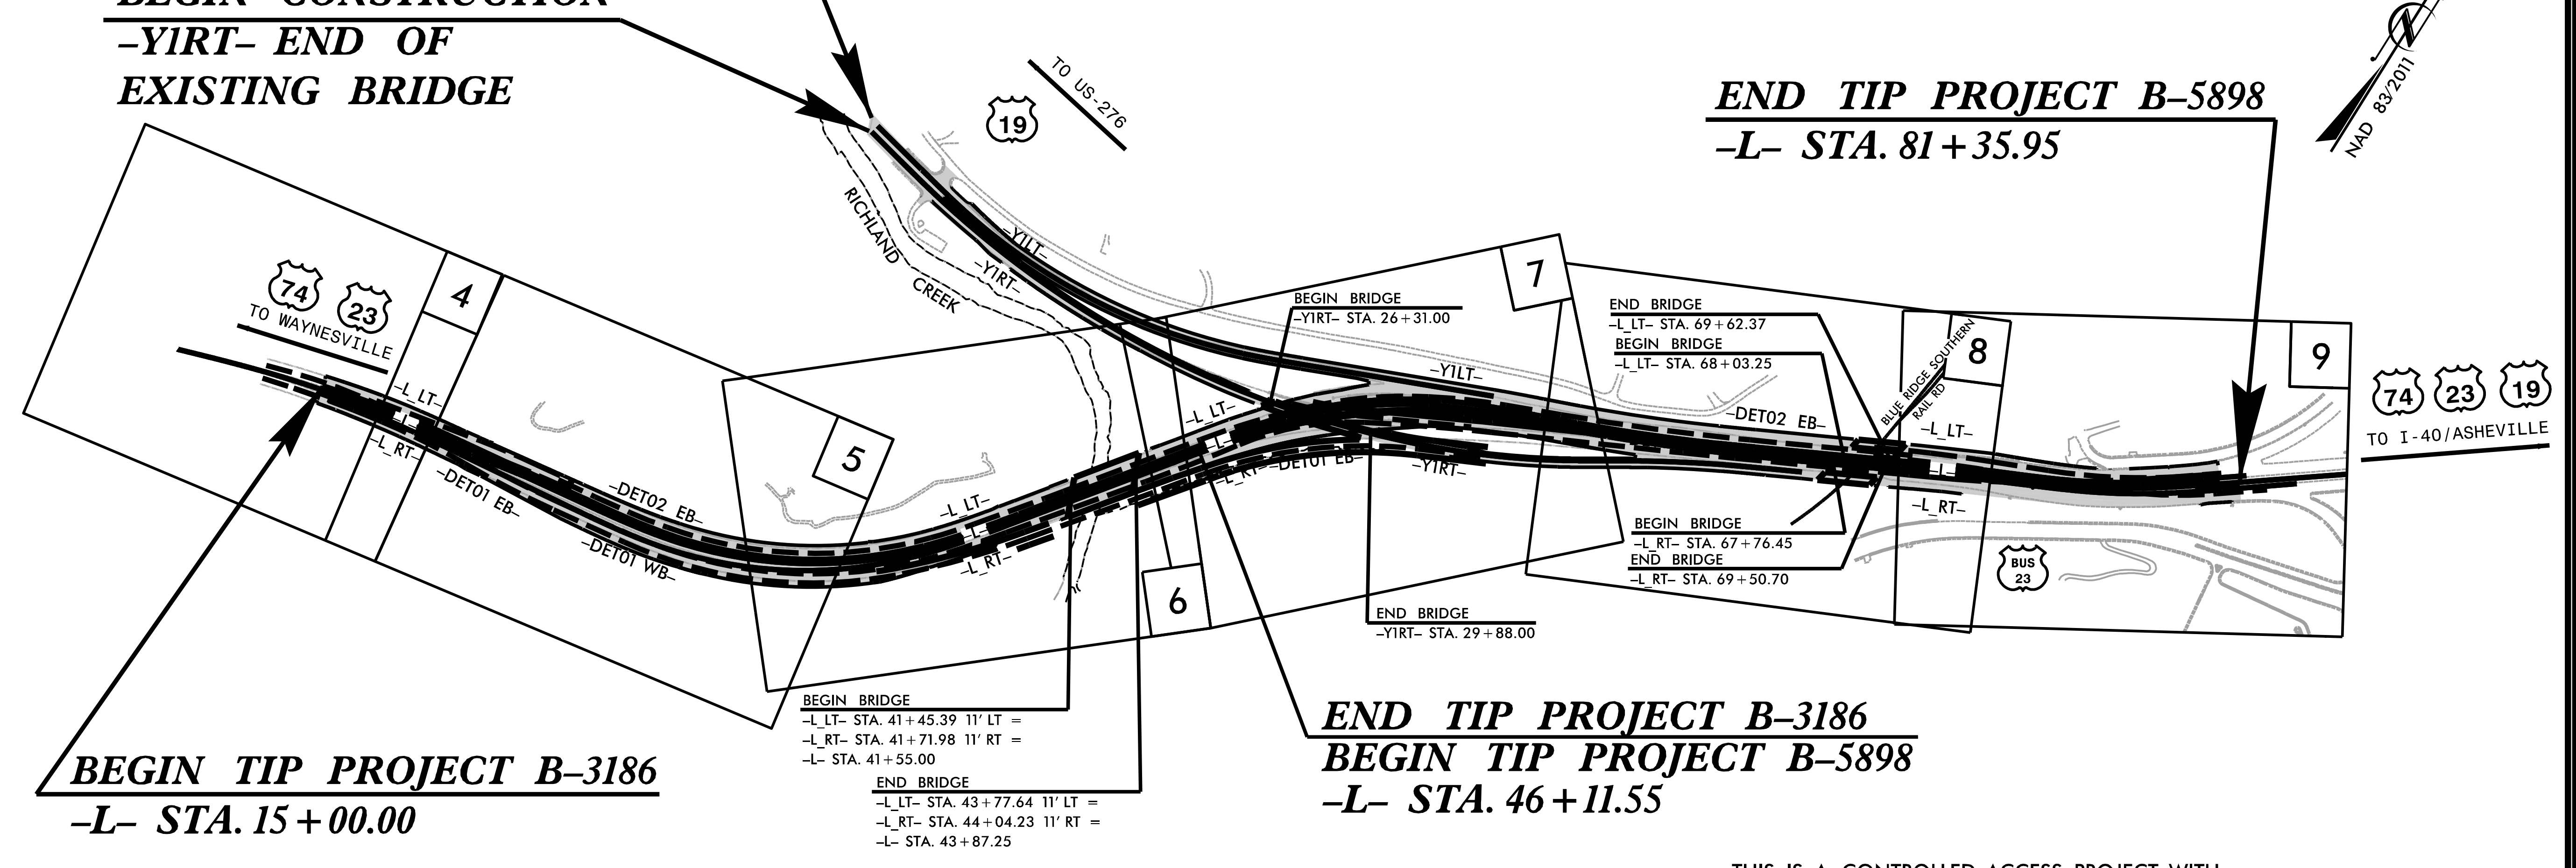 BEGIN CONSTRUCTION
–Y1RT– END OF
EXISTING BRIDGE
19
TO US-276
NAD 83/2011
END TIP PROJECT B–5898
–L– STA. 81+35.95
RICHLAND
CREEK
–Y1LT–
–Y1RT–
74
23
TO WAYNESVILLE
4
5
6
7
8
9
BEGIN BRIDGE
–Y1RT– STA. 26+31.00
END BRIDGE
–L_LT– STA. 69+62.37
BEGIN BRIDGE
–L_LT– STA. 68+03.25
BLUE RIDGE SOUTHERN
RAIL RD
74
23
19
TO I-40/ASHEVILLE
–L_LT–
–L–
–L_RT–
–DET01 EB–
–DET02 EB–
–DET01 WB–
–L_LT–
–L–
–L_RT–
–L_LT–
–L–
–L_RT–
–DET01 EB–
–Y1LT–
–Y1RT–
–DET02 EB–
–L_LT–
–L–
–L_RT–
BEGIN BRIDGE
–L_RT– STA. 67+76.45
END BRIDGE
–L_RT– STA. 69+50.70
BUS
23
END BRIDGE
–Y1RT– STA. 29+88.00
BEGIN BRIDGE
–L_LT– STA. 41+45.39 11' LT =
–L_RT– STA. 41+71.98 11' RT =
–L– STA. 41+55.00
END BRIDGE
–L_LT– STA. 43+77.64 11' LT =
–L_RT– STA. 44+04.23 11' RT =
–L– STA. 43+87.25
END TIP PROJECT B–3186
BEGIN TIP PROJECT B–5898
–L– STA. 46+11.55
BEGIN TIP PROJECT B–3186
–L– STA. 15+00.00
THIS IS A CONTROLLED ACCESS PROJECT WITH